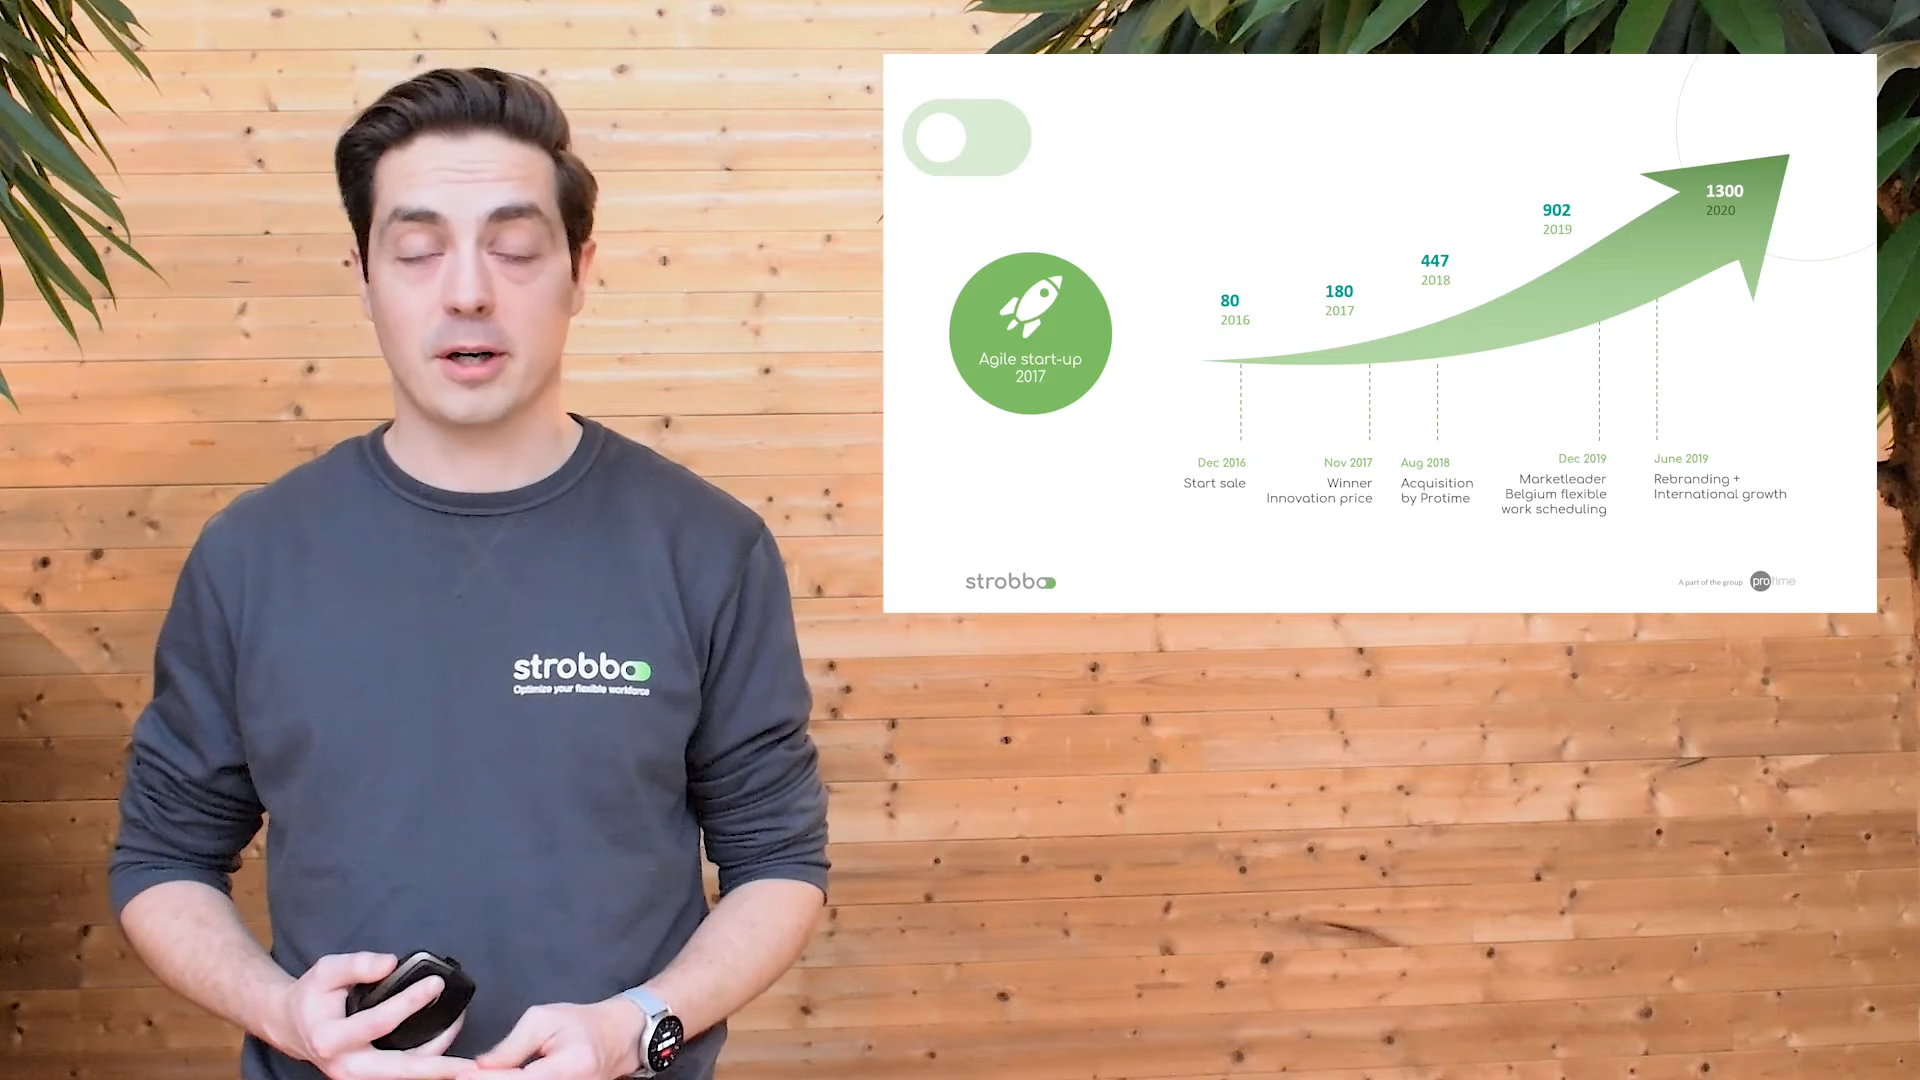 1300
2020
902
2019
447
2018
180
2017
80
2016
Agile start-up
2017
Dec 2016
Start sale
Nov 2017
Winner
Innovation price
Aug 2018
Acquisition
by Protime
Dec 2019
Marketleader
Belgium flexible
work scheduling
June 2019
Rebranding +
International growth
strobbo
A part of the group protime
strobbo
Optimize your flexible workforce